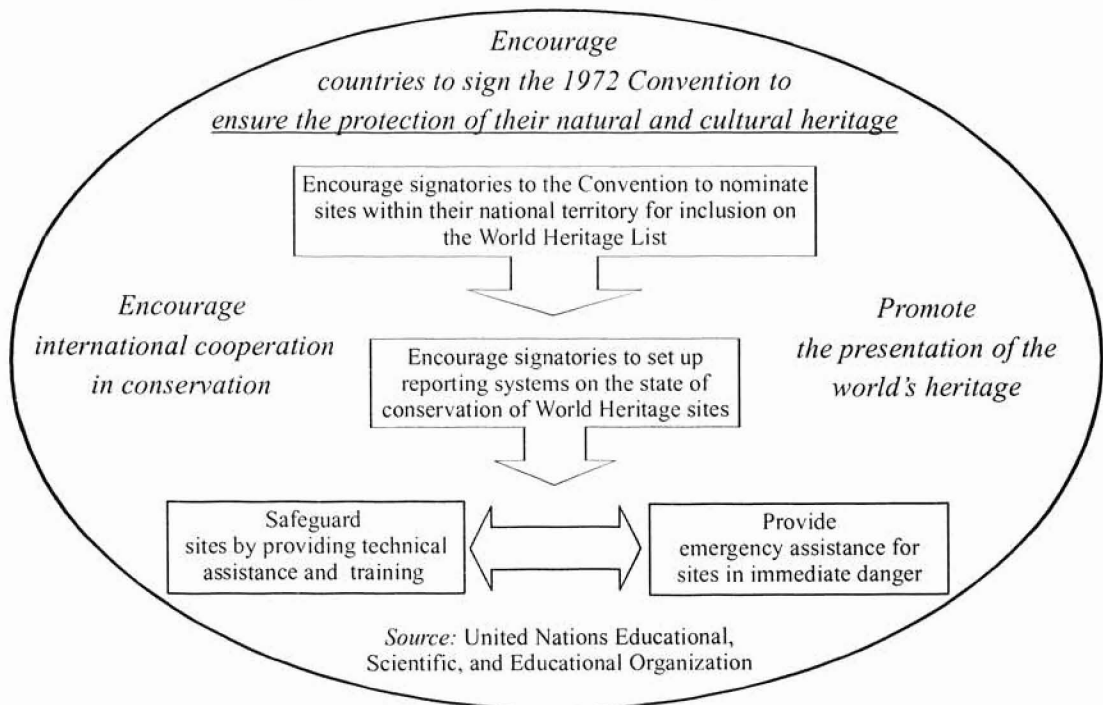 Encourage
countries to sign the 1972 Convention to
ensure the protection of their natural and cultural heritage
Encourage signatories to the Convention to nominate
sites within their national territory for inclusion on
the World Heritage List
Encourage
international cooperation
in conservation
Encourage signatories to set up
reporting systems on the state of
conservation of World Heritage sites
Promote
the presentation of the
world's heritage
Safeguard
sites by providing technical
assistance and training
Provide
emergency assistance for
sites in immediate danger
Source: United Nations Educational,
Scientific, and Educational Organization